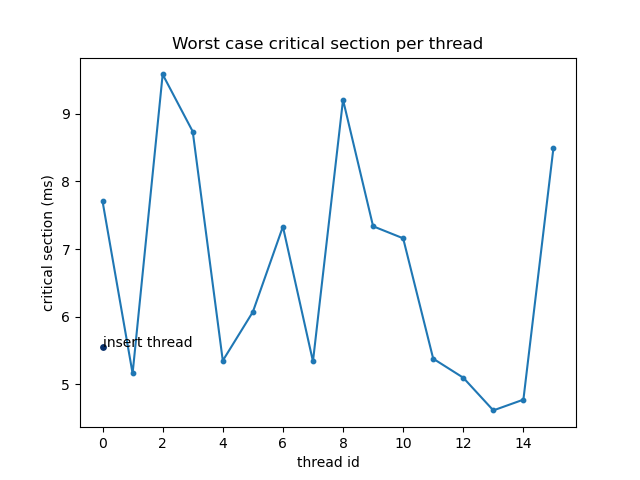 Worst case critical section per thread
critical section (ms)
9
8
7
6
5
insert thread
0 2 4 6 8 10 12 14
thread id